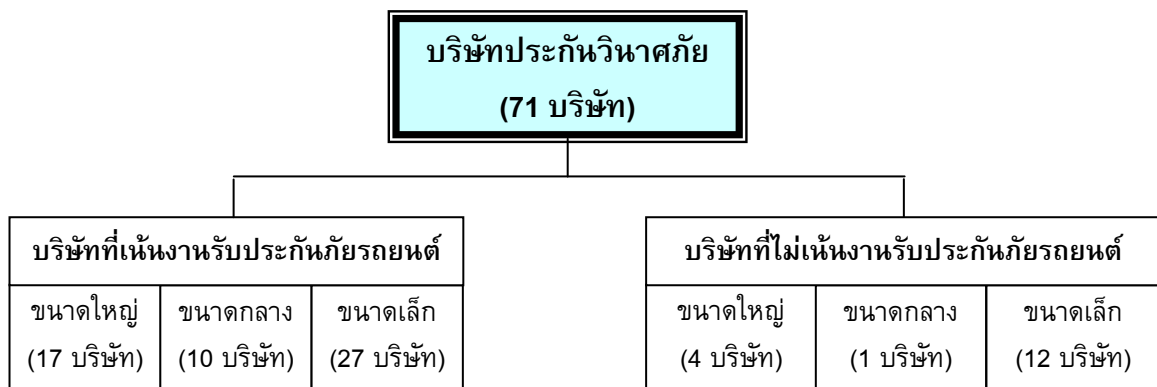 บริษัทประกันวินาศภัย
(71 บริษัท)
บริษัทที่เน้นงานรับประกันภัยรถยนต์
ขนาดใหญ่
(17 บริษัท)
ขนาดกลาง
(10 บริษัท)
ขนาดเล็ก
(27 บริษัท)
บริษัทที่ไม่เน้นงานรับประกันภัยรถยนต์
ขนาดใหญ่
(4 บริษัท)
ขนาดกลาง
(1 บริษัท)
ขนาดเล็ก
(12 บริษัท)